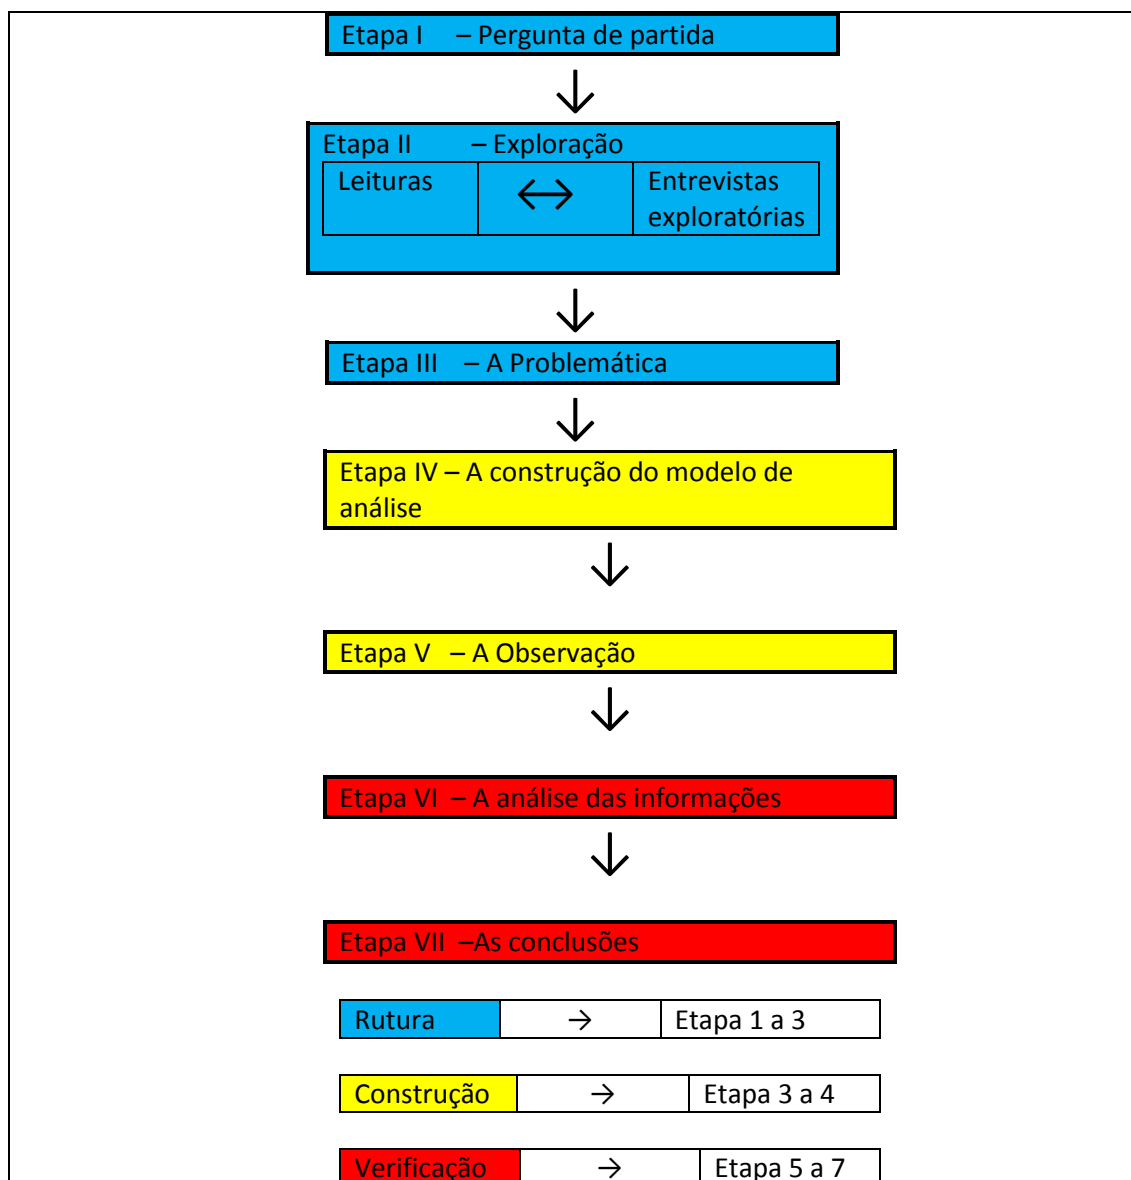 Etapa I – Pergunta de partida
↓
Etapa II – Exploração
Leituras ↔ Entrevistas
exploratórias
↓
Etapa III – A Problemática
↓
Etapa IV – A construção do modelo de
análise
↓
Etapa V – A Observação
↓
Etapa VI – A análise das informações
↓
Etapa VII –As conclusões
Rutura → Etapa 1 a 3
Construção → Etapa 3 a 4
Verificação → Etapa 5 a 7